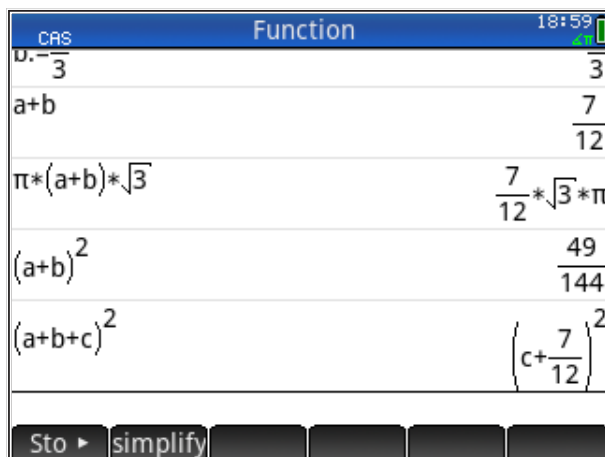 CAS Function 18:59
∡π
3 3
a+b 7/12
π*(a+b)*√3 7/12*√3*π
(a+b)² 49/144
(a+b+c)² (c+7/12)²
Sto ▸ simplify